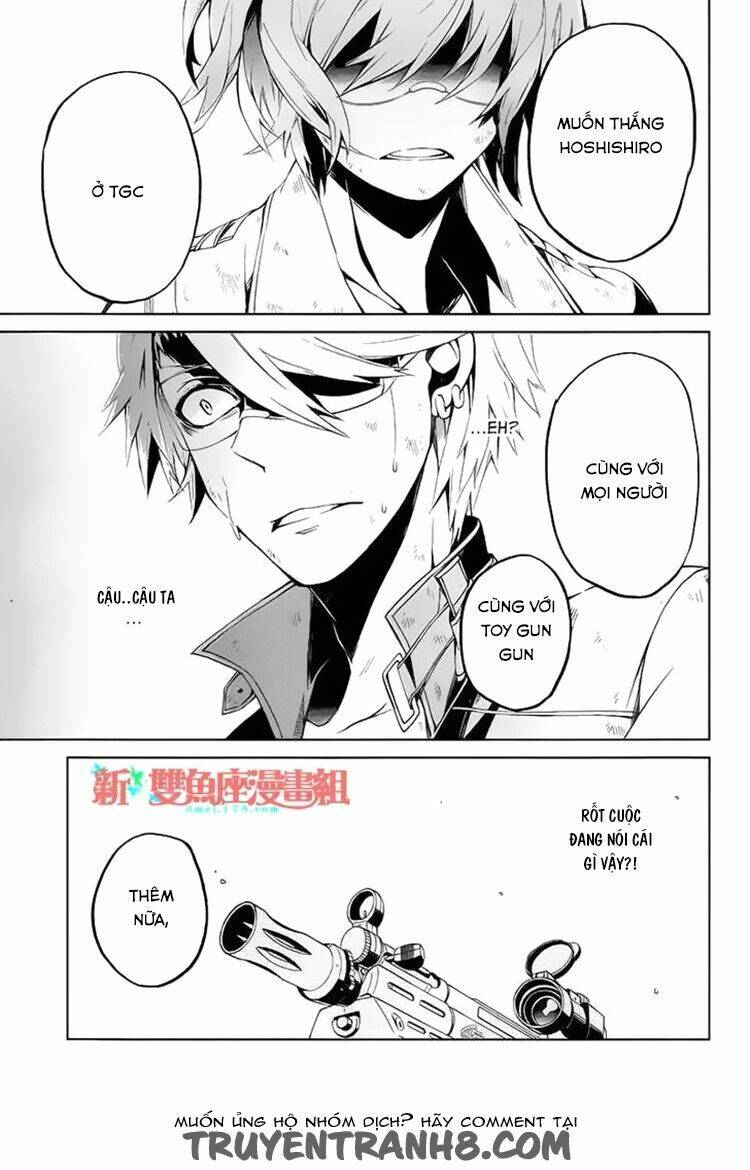 MUỐN THẮNG
HOSHISHIRO
Ở TGC
...EH?
CÙNG VỚI
MỌI NGƯỜI
CÙNG VỚI
TOY GUN
GUN
CẬU..CẬU TA
...
新 雙魚座漫畫組
RỐT CUỘC
ĐANG NÓI CÁI
GÌ VẬY?!
THÊM
NỮA,
MUỐN ỦNG HỘ NHÓM DỊCH? HÃY COMMENT TẠI
TRUYENTRANH8.COM